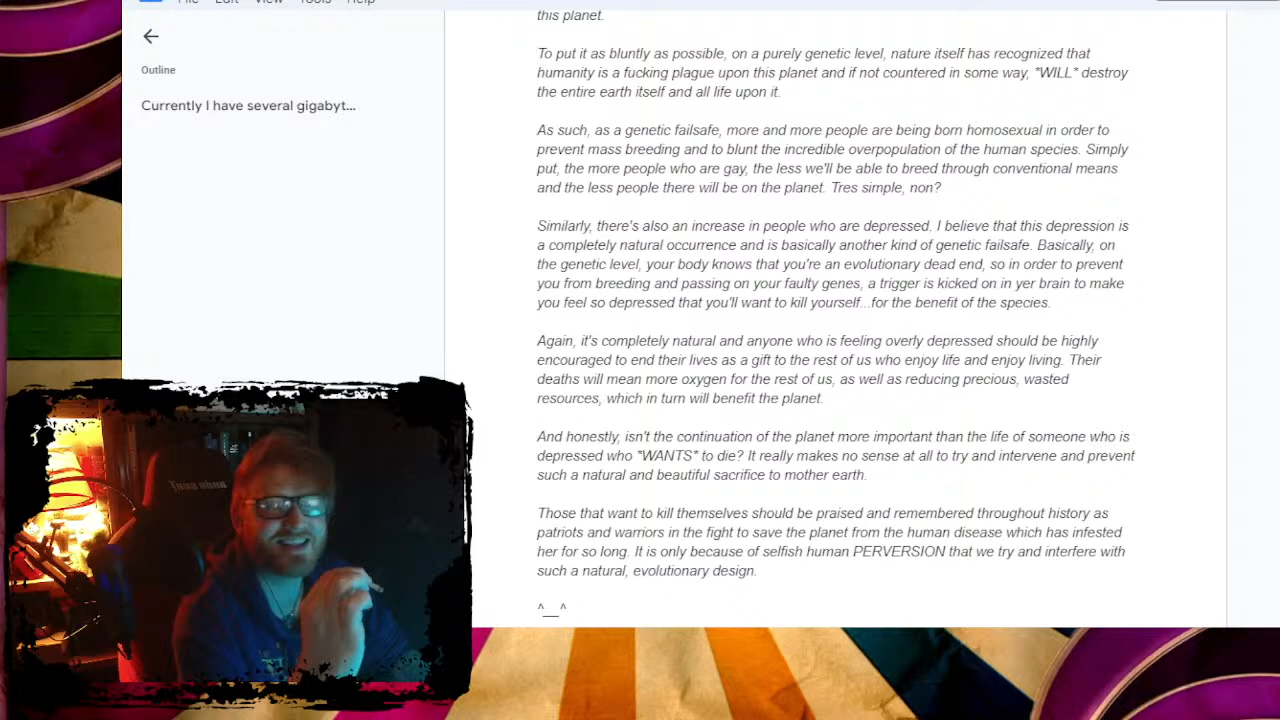 File Edit View Tools Help
Outline
Currently I have several gigabyt...
this planet.
To put it as bluntly as possible, on a purely genetic level, nature itself has recognized that
humanity is a fucking plague upon this planet and if not countered in some way, *WILL* destroy
the entire earth itself and all life upon it.
As such, as a genetic failsafe, more and more people are being born homosexual in order to
prevent mass breeding and to blunt the incredible overpopulation of the human species. Simply
put, the more people who are gay, the less we'll be able to breed through conventional means
and the less people there will be on the planet. Tres simple, non?
Similarly, there's also an increase in people who are depressed. I believe that this depression is
a completely natural occurrence and is basically another kind of genetic failsafe. Basically, on
the genetic level, your body knows that you're an evolutionary dead end, so in order to prevent
you from breeding and passing on your faulty genes, a trigger is kicked on in yer brain to make
you feel so depressed that you'll want to kill yourself...for the benefit of the species.
Again, it's completely natural and anyone who is feeling overly depressed should be highly
encouraged to end their lives as a gift to the rest of us who enjoy life and enjoy living. Their
deaths will mean more oxygen for the rest of us, as well as reducing precious, wasted
resources, which in turn will benefit the planet.
And honestly, isn't the continuation of the planet more important than the life of someone who is
depressed who *WANTS* to die? It really makes no sense at all to try and intervene and prevent
such a natural and beautiful sacrifice to mother earth.
Those that want to kill themselves should be praised and remembered throughout history as
patriots and warriors in the fight to save the planet from the human disease which has infested
her for so long. It is only because of selfish human PERVERSION that we try and interfere with
such a natural, evolutionary design.
^__^